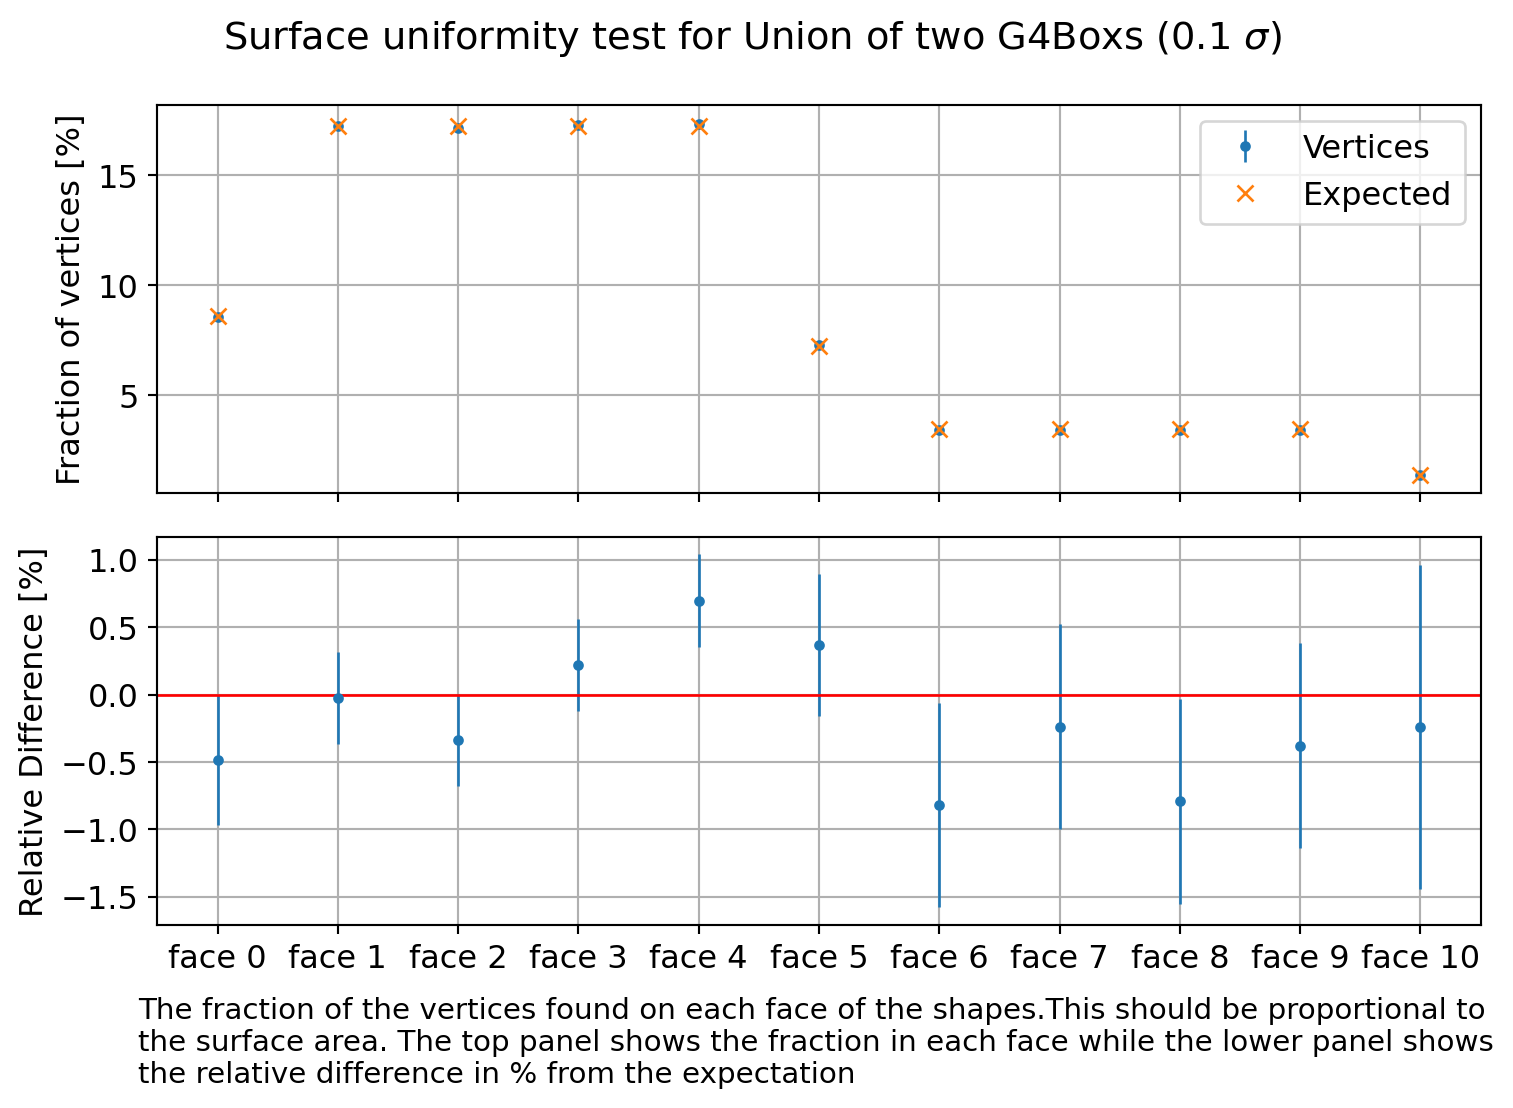 Surface uniformity test for Union of two G4Boxs (0.1 σ)
Fraction of vertices [%]
15
10
5
Vertices
Expected
Relative Difference [%]
1.0
0.5
0.0
−0.5
−1.0
−1.5
face 0 face 1 face 2 face 3 face 4 face 5 face 6 face 7 face 8 face 9 face 10
The fraction of the vertices found on each face of the shapes.This should be proportional to
the surface area. The top panel shows the fraction in each face while the lower panel shows
the relative difference in % from the expectation